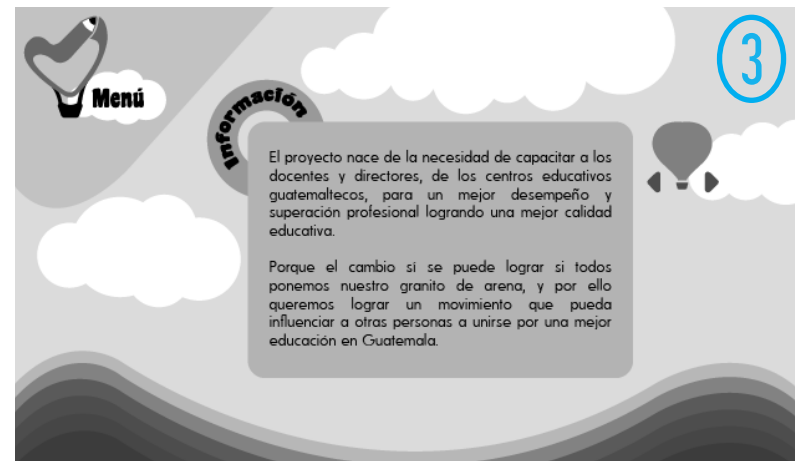 3
Menú
Información
El proyecto nace de la necesidad de capacitar a los
docentes y directores, de los centros educativos
guatemaltecos, para un mejor desempeño y
superación profesional logrando una mejor calidad
educativa.
Porque el cambio sí se puede lograr si todos
ponemos nuestro granito de arena, y por ello
queremos lograr un movimiento que pueda
influenciar a otras personas a unirse por una mejor
educación en Guatemala.